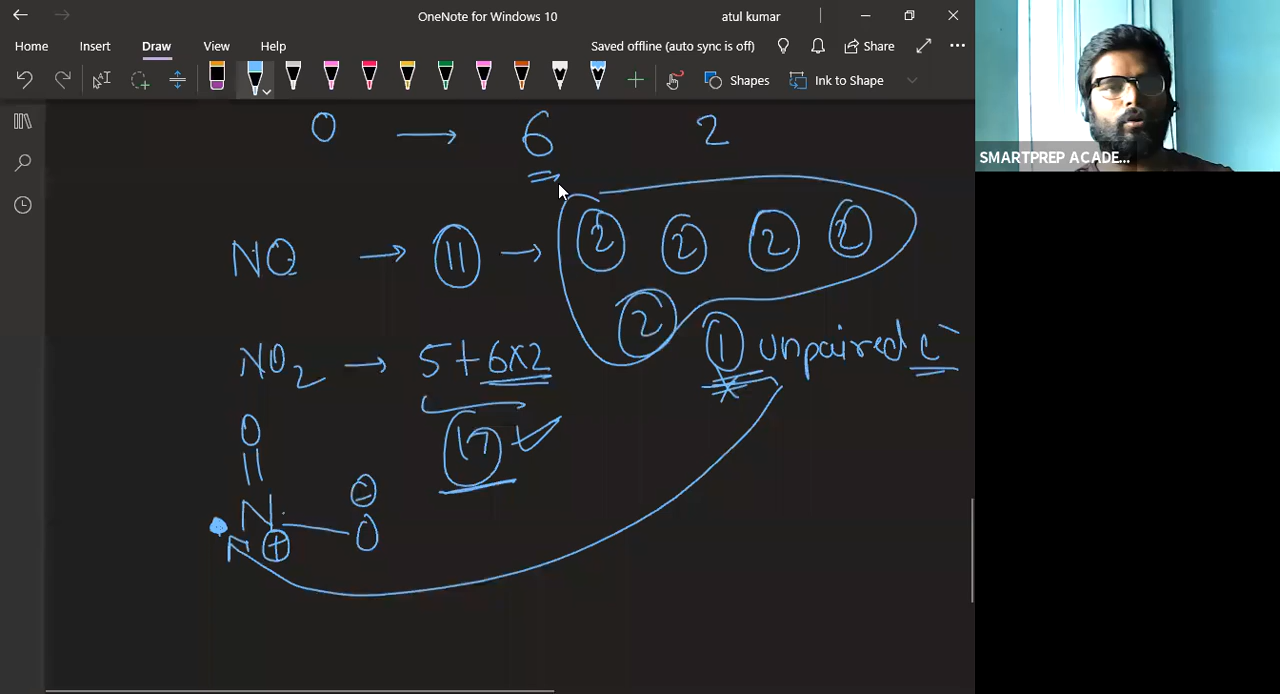 OneNote for Windows 10
atul kumar
Home Insert Draw View Help
Saved offline (auto sync is off)
Share
Shapes
Ink to Shape
SMARTPREP ACADE...
O → 6 2
NO → 11 → 2 2 2 2
2
1 unpaired e⁻
NO₂ → 5+6×2
17 ✓
O
||
N — O
⊕ ⊖